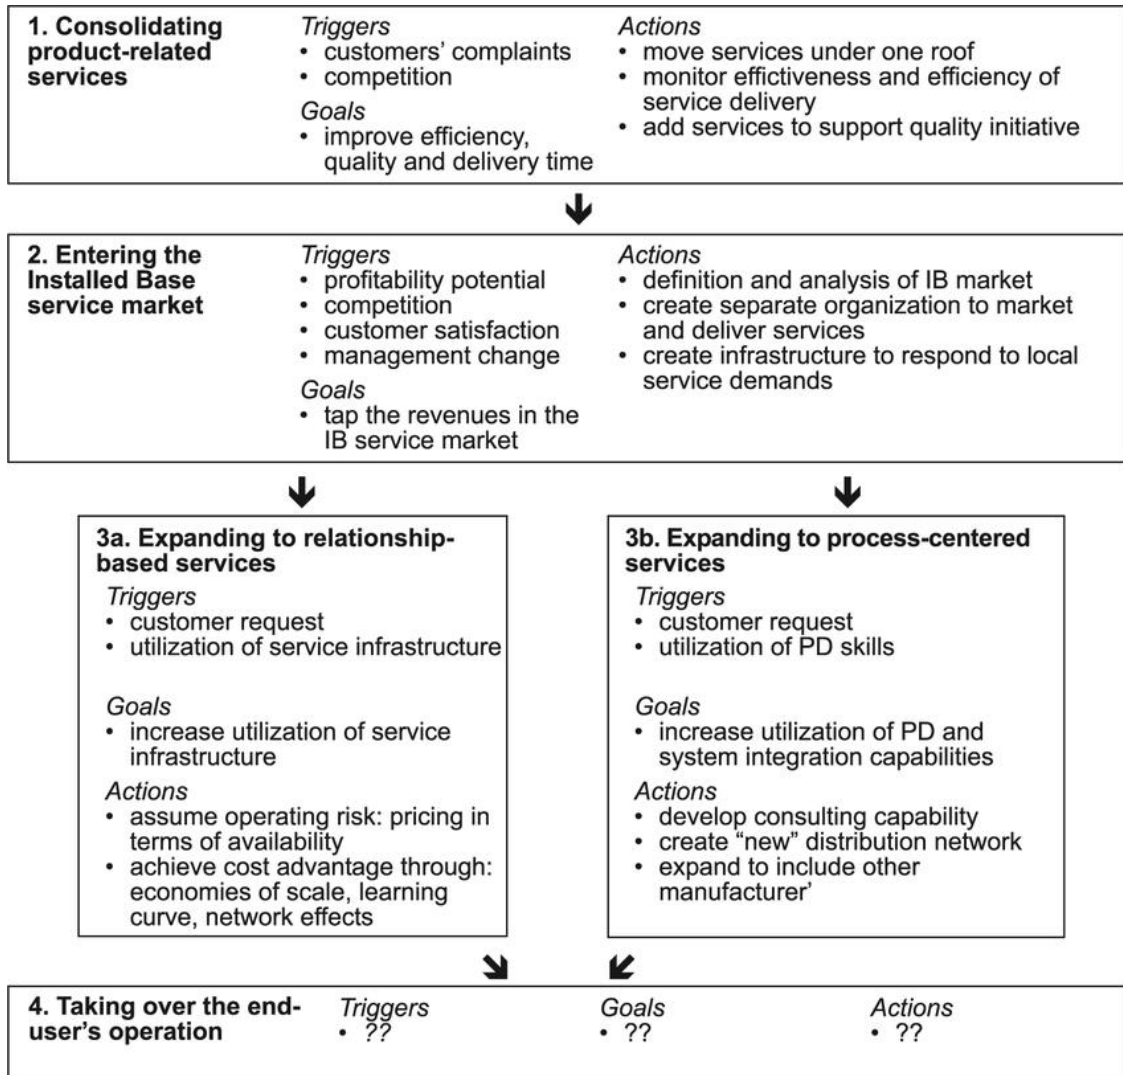 1. Consolidating
product-related
services
Triggers
• customers’ complaints
• competition
Goals
• improve efficiency,
quality and delivery time
Actions
• move services under one roof
• monitor effictiveness and efficiency of
service delivery
• add services to support quality initiative
2. Entering the
Installed Base
service market
Triggers
• profitability potential
• competition
• customer satisfaction
• management change
Goals
• tap the revenues in the
IB service market
Actions
• definition and analysis of IB market
• create separate organization to market
and deliver services
• create infrastructure to respond to local
service demands
3a. Expanding to relationship-
based services
Triggers
• customer request
• utilization of service infrastructure
Goals
• increase utilization of service
infrastructure
Actions
• assume operating risk: pricing in
terms of availability
• achieve cost advantage through:
economies of scale, learning
curve, network effects
3b. Expanding to process-centered
services
Triggers
• customer request
• utilization of PD skills
Goals
• increase utilization of PD and
system integration capabilities
Actions
• develop consulting capability
• create “new” distribution network
• expand to include other
manufacturer’
4. Taking over the end-
user’s operation
Triggers
• ??
Goals
• ??
Actions
• ??